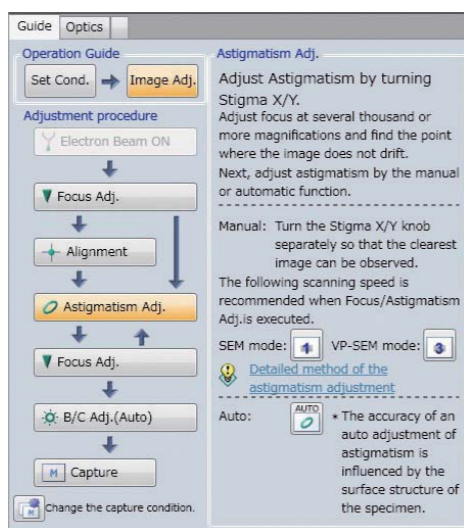 Guide Optics
Operation Guide
Set Cond. Image Adj.
Adjustment procedure
Electron Beam ON
Focus Adj.
Alignment
Astigmatism Adj.
Focus Adj.
B/C Adj.(Auto)
M Capture
Change the capture condition.
Astigmatism Adj.
Adjust Astigmatism by turning
Stigma X/Y.
Adjust focus at several thousand or
more magnifications and find the point
where the image does not drift.
Next, adjust astigmatism by the manual
or automatic function.
Manual: Turn the Stigma X/Y knob
separately so that the clearest
image can be observed.
The following scanning speed is
recommended when Focus/Astigmatism
Adj.is executed.
SEM mode: 1 VP-SEM mode: 3
Detailed method of the
astigmatism adjustment
Auto: AUTO * The accuracy of an
auto adjustment of
astigmatism is
influenced by the
surface structure of
the specimen.